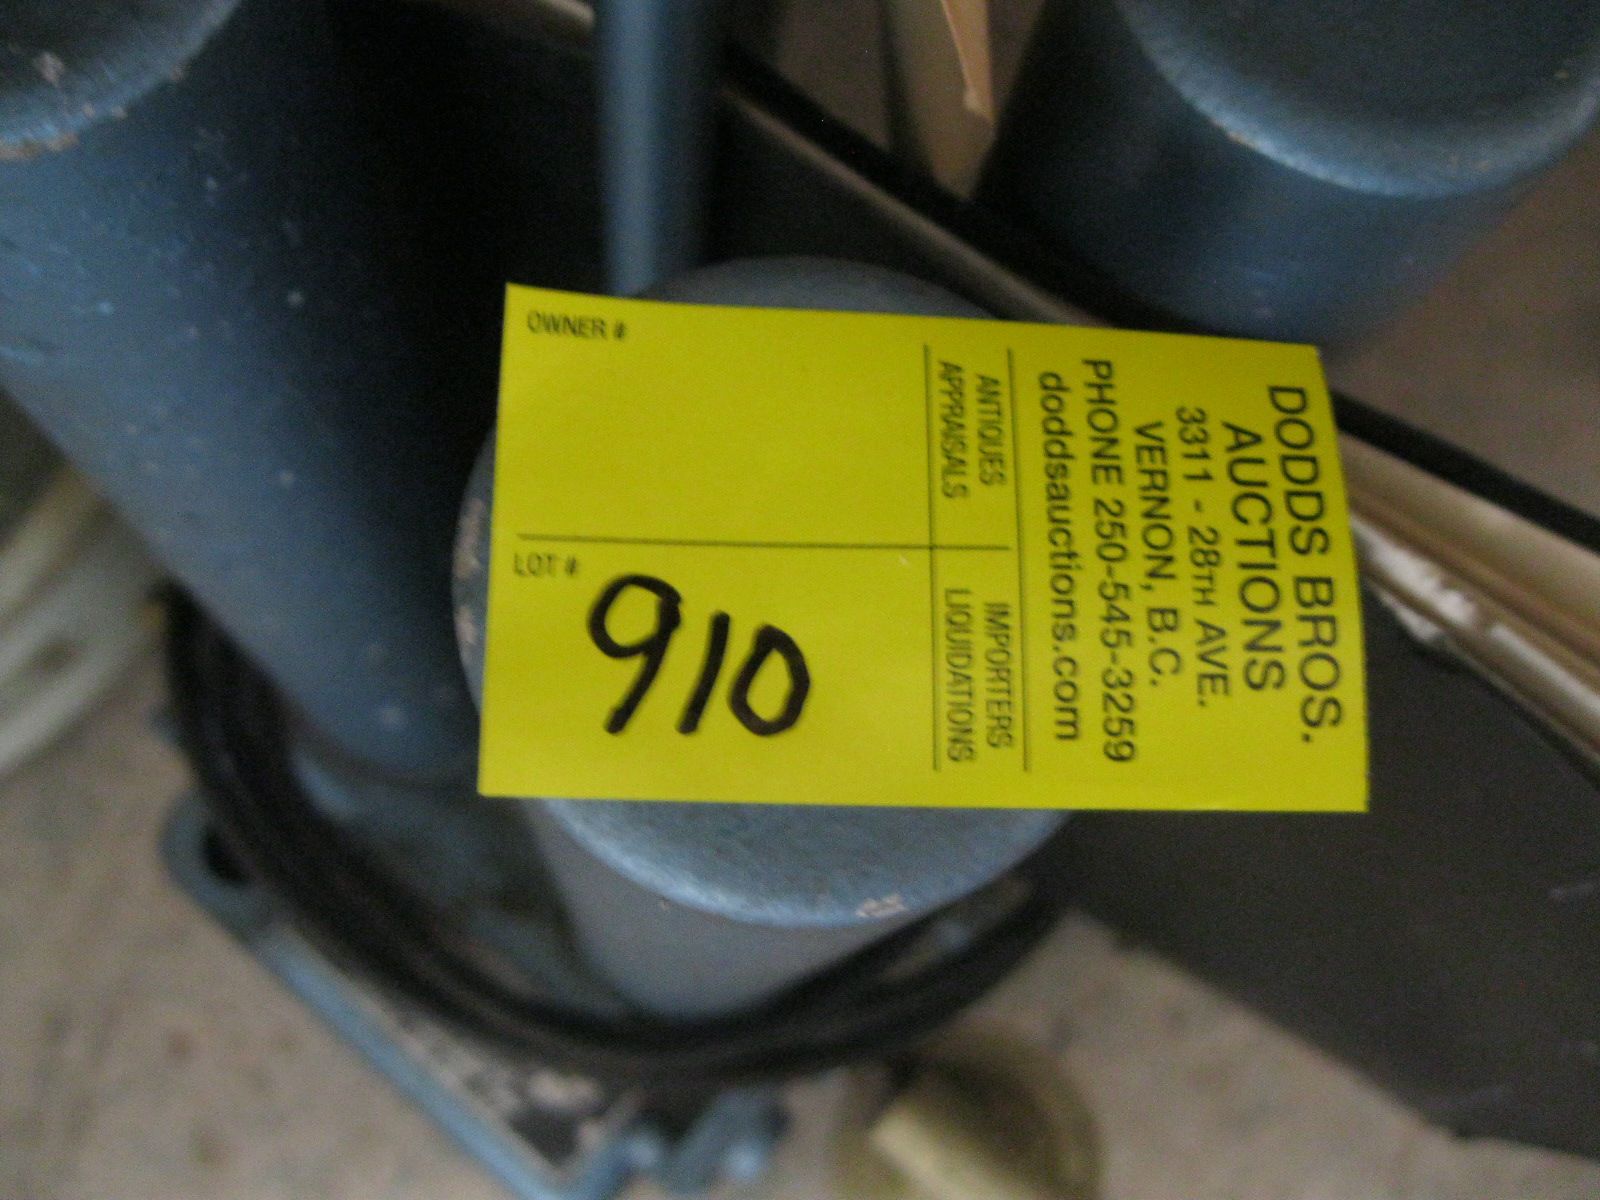 DODDS BROS.
AUCTIONS
3311 - 28TH AVE.
VERNON, B.C.
PHONE 250-545-3259
doddsauctions.com
ANTIQUES IMPORTERS
APPRAISALS LIQUIDATIONS
OWNER #
LOT #
910